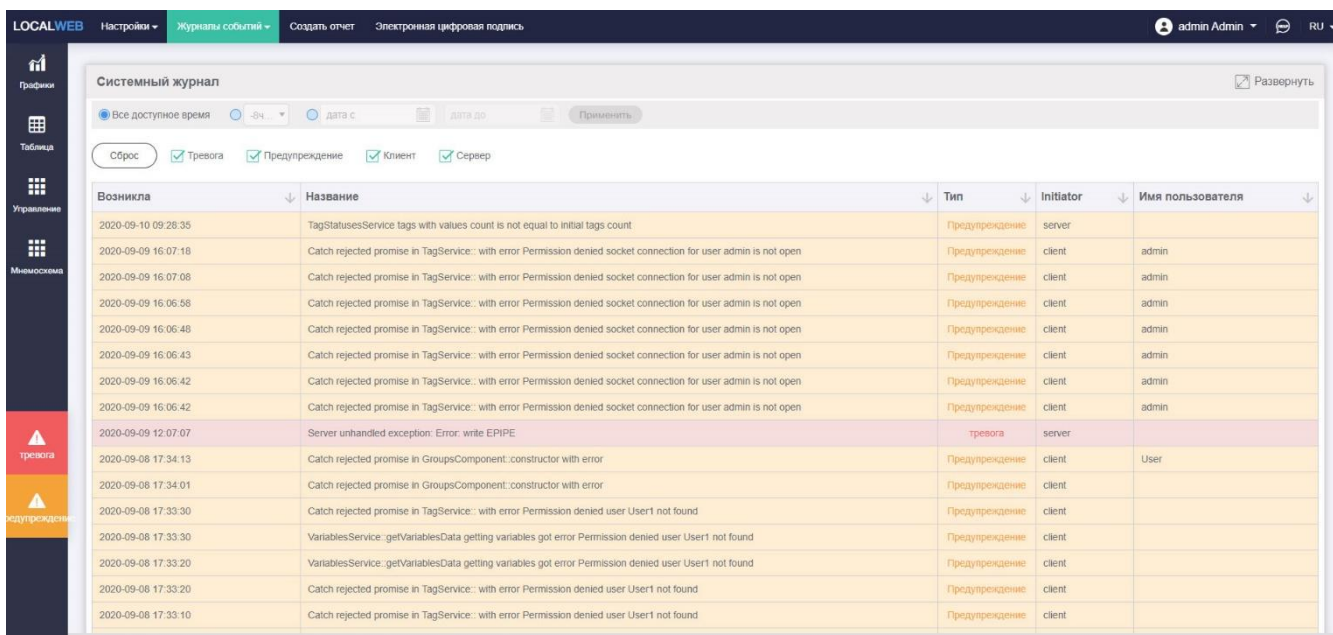 LOCALWEB Настройки Журналы событий Создать отчет Электронная цифровая подпись admin Admin RU
Графики
Таблица
Управление
Мнемосхема
тревога
редупреждени
Системный журнал Развернуть
Все доступное время -8ч... дата с дата до Применить
Сброс Тревога Предупреждение Клиент Сервер
Возникла Название Тип Initiator Имя пользователя
2020-09-10 09:28:35 TagStatusesService tags with values count is not equal to initial tags count Предупреждение server
2020-09-09 16:07:18 Catch rejected promise in TagService:: with error Permission denied socket connection for user admin is not open Предупреждение client admin
2020-09-09 16:07:08 Catch rejected promise in TagService:: with error Permission denied socket connection for user admin is not open Предупреждение client admin
2020-09-09 16:06:58 Catch rejected promise in TagService:: with error Permission denied socket connection for user admin is not open Предупреждение client admin
2020-09-09 16:06:48 Catch rejected promise in TagService:: with error Permission denied socket connection for user admin is not open Предупреждение client admin
2020-09-09 16:06:43 Catch rejected promise in TagService:: with error Permission denied socket connection for user admin is not open Предупреждение client admin
2020-09-09 16:06:42 Catch rejected promise in TagService:: with error Permission denied socket connection for user admin is not open Предупреждение client admin
2020-09-09 16:06:42 Catch rejected promise in TagService:: with error Permission denied socket connection for user admin is not open Предупреждение client admin
2020-09-09 12:07:07 Server unhandled exception: Error: write EPIPE тревога server
2020-09-08 17:34:13 Catch rejected promise in GroupsComponent::constructor with error Предупреждение client User
2020-09-08 17:34:01 Catch rejected promise in GroupsComponent::constructor with error Предупреждение client
2020-09-08 17:33:30 Catch rejected promise in TagService:: with error Permission denied user User1 not found Предупреждение client
2020-09-08 17:33:30 VariablesService::getVariablesData getting variables got error Permission denied user User1 not found Предупреждение client
2020-09-08 17:33:20 VariablesService::getVariablesData getting variables got error Permission denied user User1 not found Предупреждение client
2020-09-08 17:33:20 Catch rejected promise in TagService:: with error Permission denied user User1 not found Предупреждение client
2020-09-08 17:33:10 Catch rejected promise in TagService:: with error Permission denied user User1 not found Предупреждение client